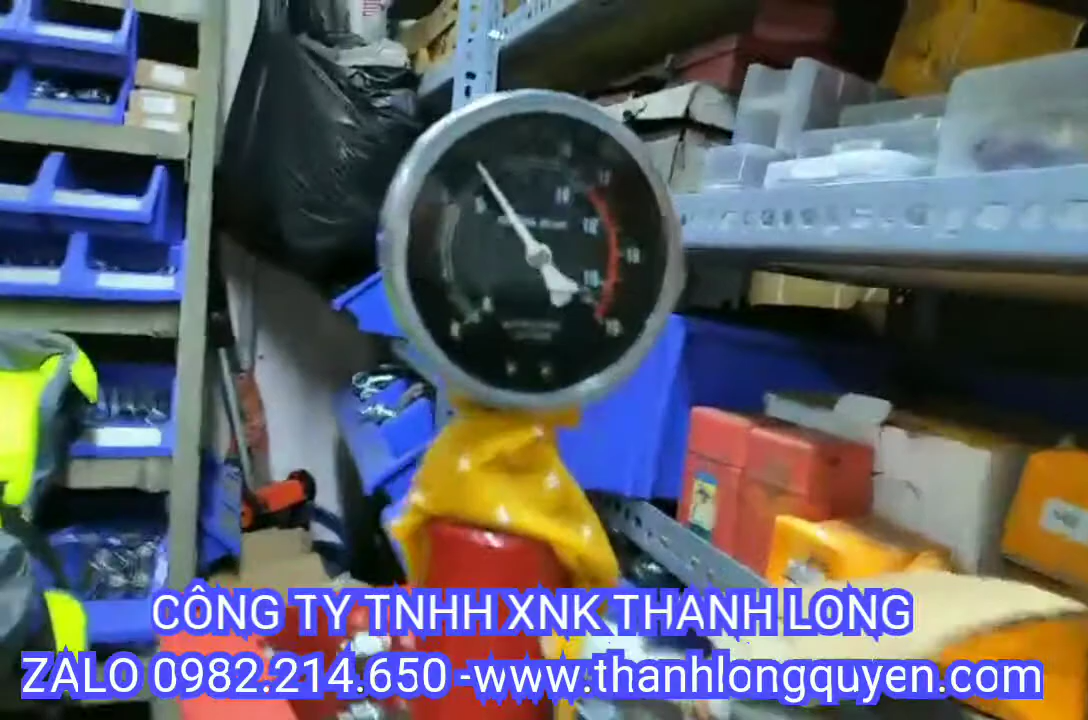 CÔNG TY TNHH XNK THANH LONG
ZALO 0982.214.650 -www.thanhlongquyen.com